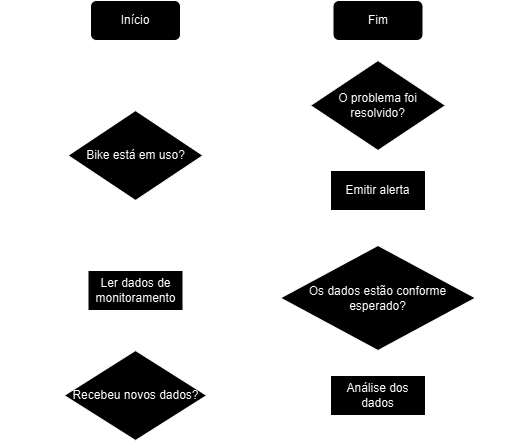 Início
Fim
O problema foi
resolvido?
Bike está em uso?
Emitir alerta
Ler dados de
monitoramento
Os dados estão conforme
esperado?
Recebeu novos dados?
Análise dos
dados